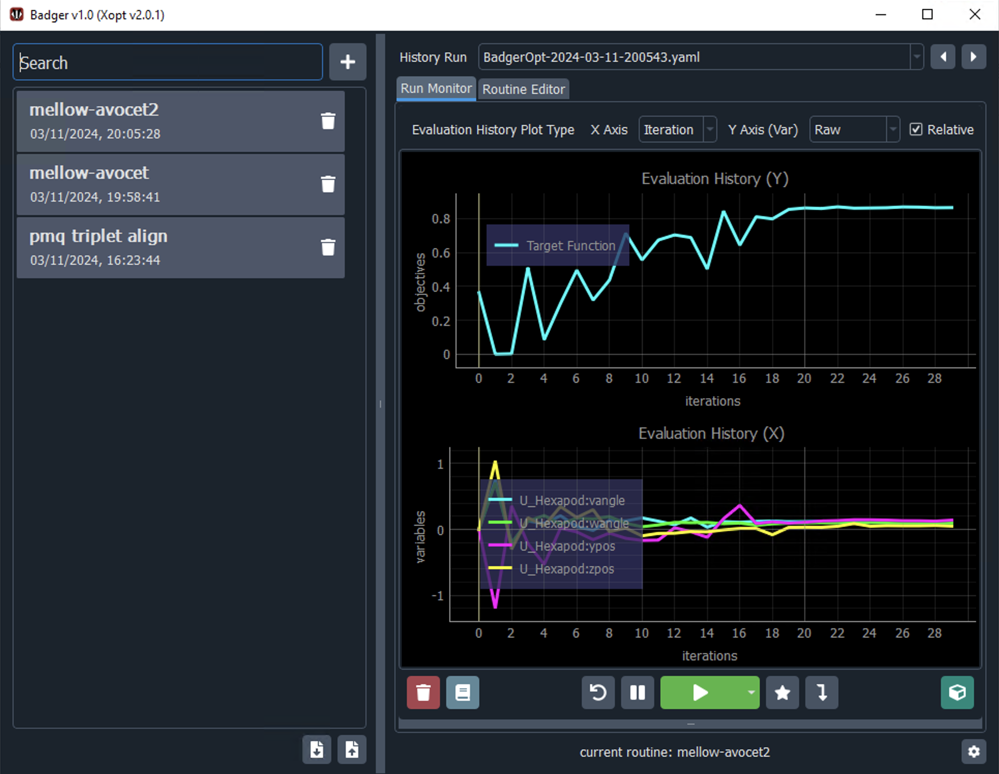 Badger v1.0 (Xopt v2.0.1)
Search
mellow-avocet2
03/11/2024, 20:05:28
mellow-avocet
03/11/2024, 19:58:41
pmq triplet align
03/11/2024, 16:23:44
History Run BadgerOpt-2024-03-11-200543.yaml
Run Monitor Routine Editor
Evaluation History Plot Type X Axis Iteration Y Axis (Var) Raw Relative
Evaluation History (Y)
objectives
0.8
0.6
0.4
0.2
0
Target Function
0 2 4 6 8 10 12 14 16 18 20 22 24 26 28
iterations
Evaluation History (X)
variables
1
0
-1
U_Hexapod:vangle
U_Hexapod:wangle
U_Hexapod:ypos
U_Hexapod:zpos
0 2 4 6 8 10 12 14 16 18 20 22 24 26 28
iterations
current routine: mellow-avocet2